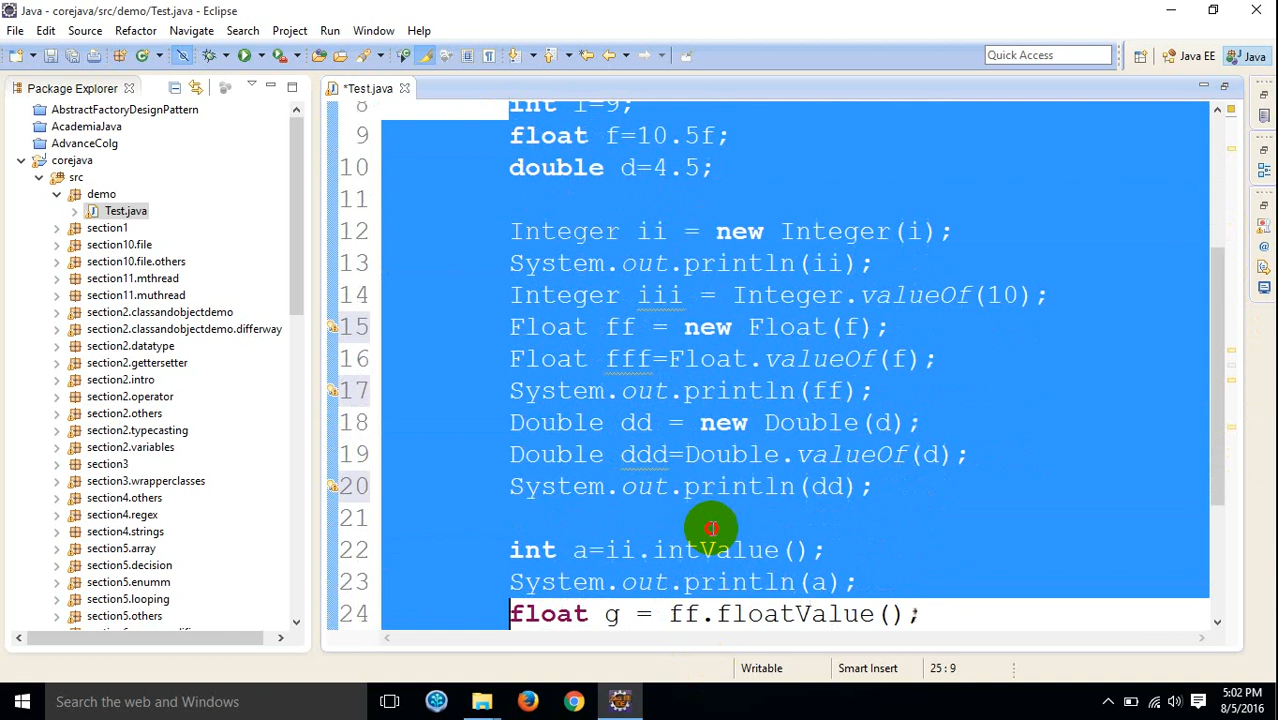 Java - corejava/src/demo/Test.java - Eclipse
File Edit Source Refactor Navigate Search Project Run Window Help
Quick Access
Java EE
Java
Package Explorer
AbstractFactoryDesignPattern
AcademiaJava
AdvanceColg
corejava
src
demo
Test.java
section1
section10.file
section10.file.others
section11.mthread
section11.muthread
section2.classandobjectdemo
section2.classandobjectdemo.differway
section2.datatype
section2.gettersetter
section2.intro
section2.operator
section2.others
section2.typecasting
section2.variables
section3
section3.wrapperclasses
section4.others
section4.regex
section4.strings
section5.array
section5.decision
section5.enumm
section5.looping
section5.others
*Test.java
8 int i=9;
9 float f=10.5f;
10 double d=4.5;
11
12 Integer ii = new Integer(i);
13 System.out.println(ii);
14 Integer iii = Integer.valueOf(10);
15 Float ff = new Float(f);
16 Float fff=Float.valueOf(f);
17 System.out.println(ff);
18 Double dd = new Double(d);
19 Double ddd=Double.valueOf(d);
20 System.out.println(dd);
21
22 int a=ii.intValue();
23 System.out.println(a);
24 float g = ff.floatValue();
Writable
Smart Insert
25 : 9
Search the web and Windows
5:02 PM
8/5/2016